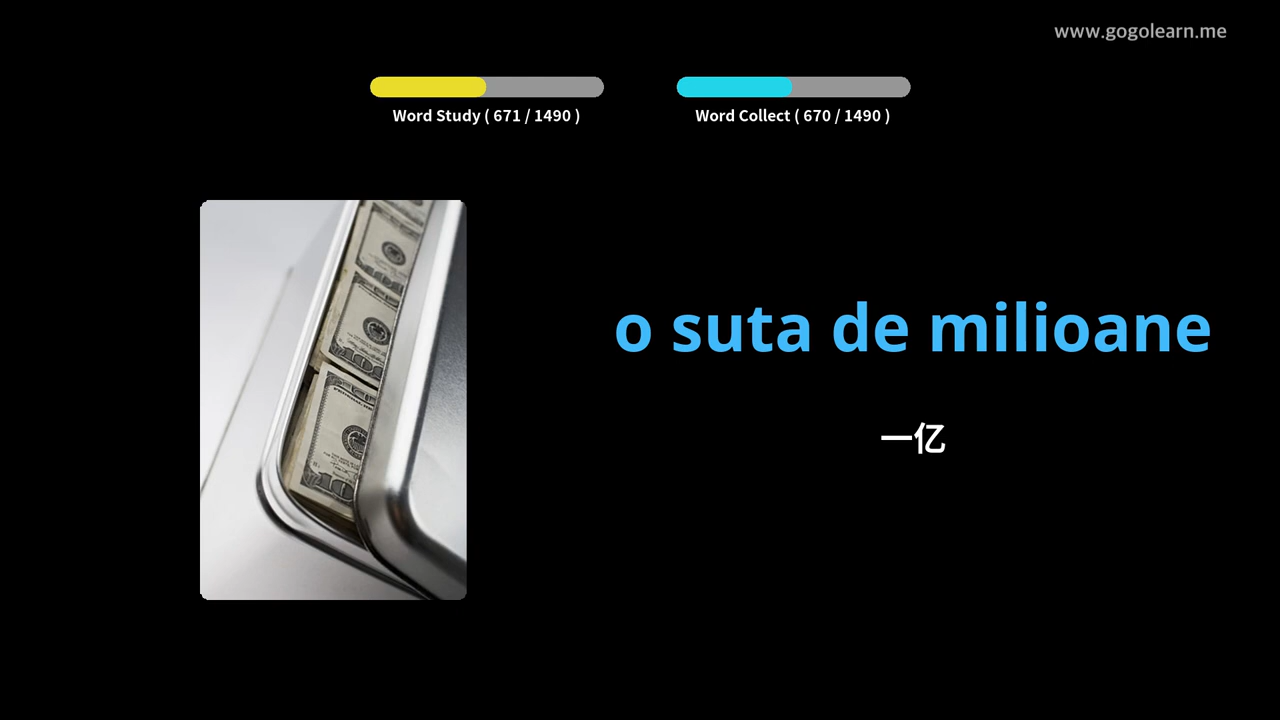 www.gogolearn.me
Word Study ( 671 / 1490 )
Word Collect ( 670 / 1490 )
o suta de milioane
一亿